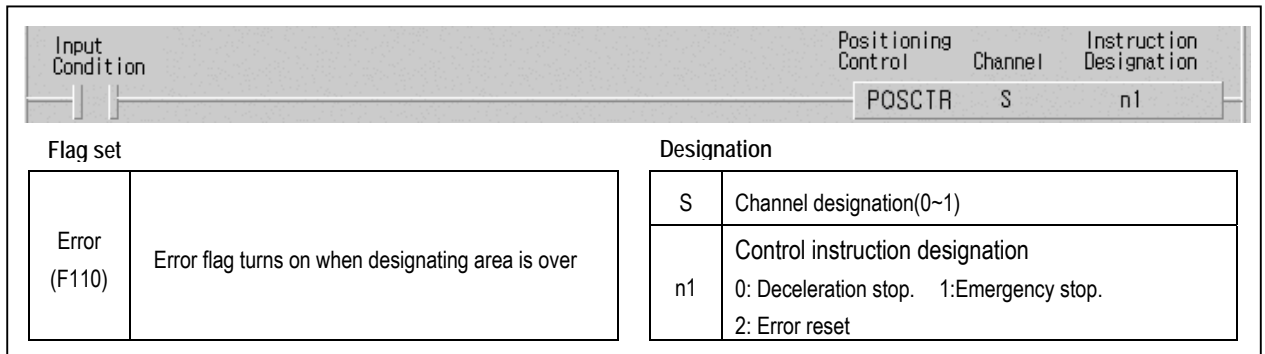 Input
Condition
Positioning
Control
Channel
Instruction
Designation
POSCTR S n1
Flag set
Error
(F110)
Error flag turns on when designating area is over
Designation
S Channel designation(0~1)
n1
Control instruction designation
0: Deceleration stop. 1:Emergency stop.
2: Error reset